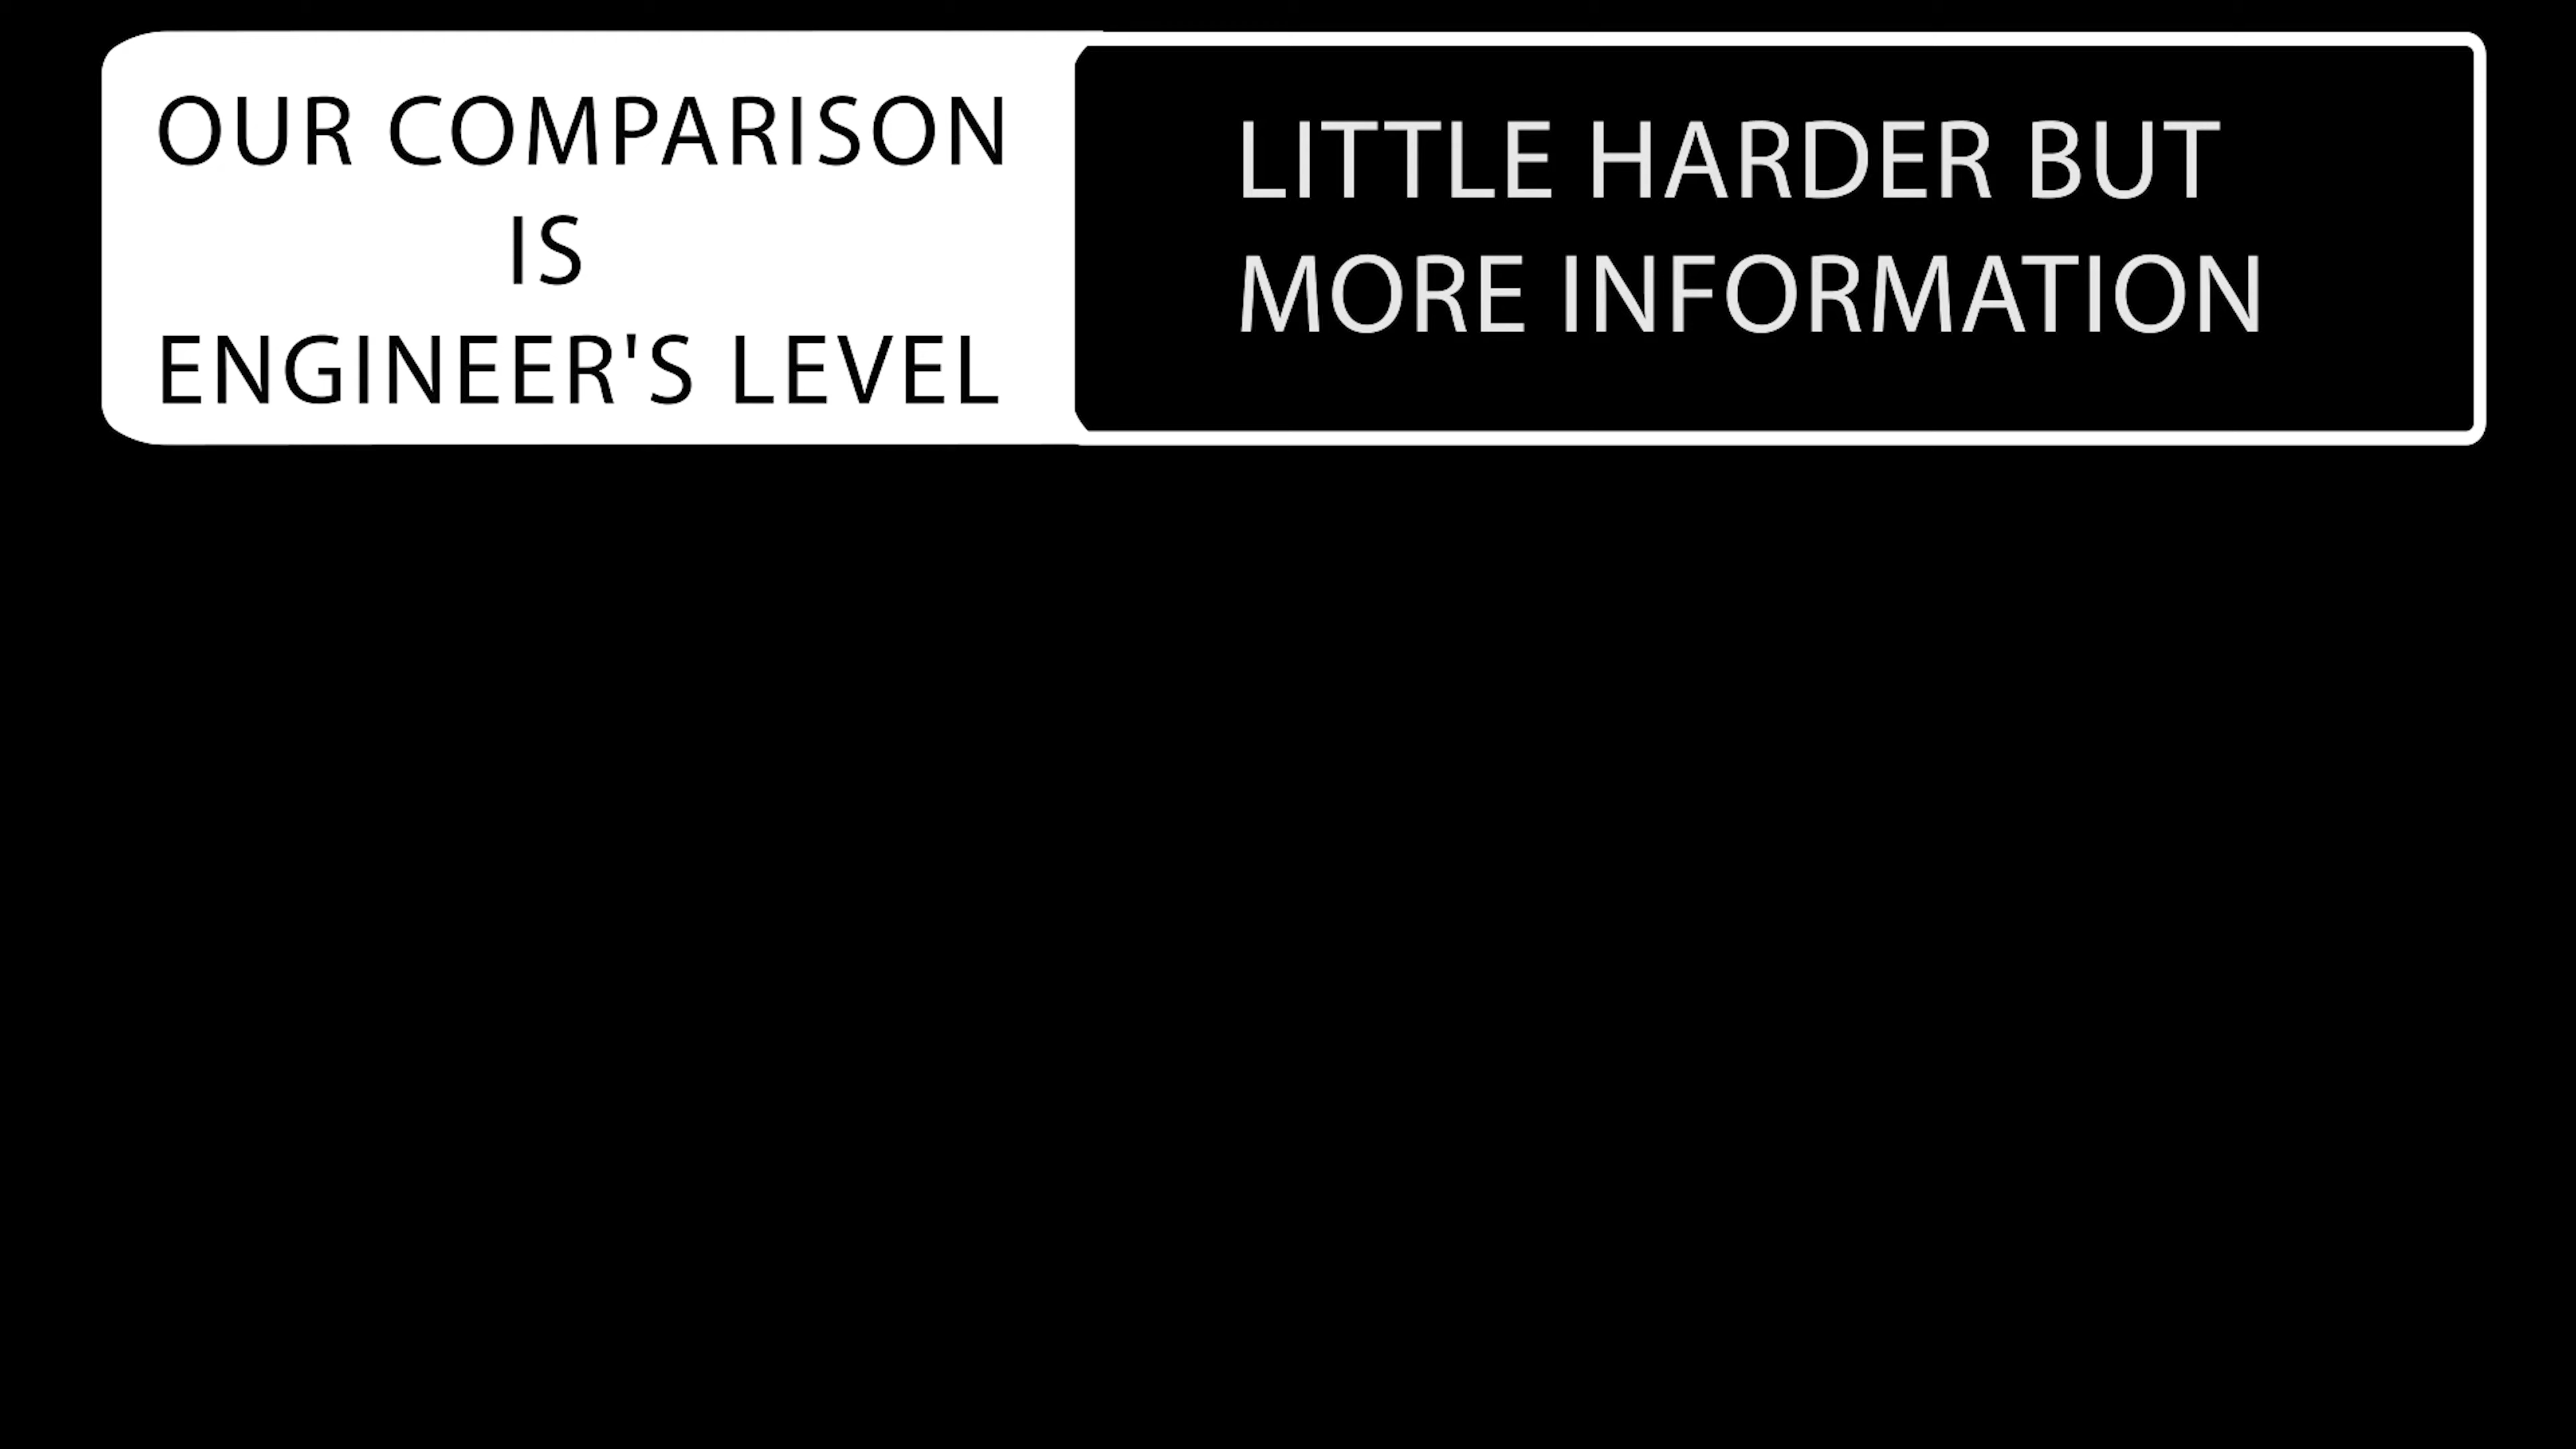 OUR COMPARISON
IS
ENGINEER'S LEVEL
LITTLE HARDER BUT
MORE INFORMATION